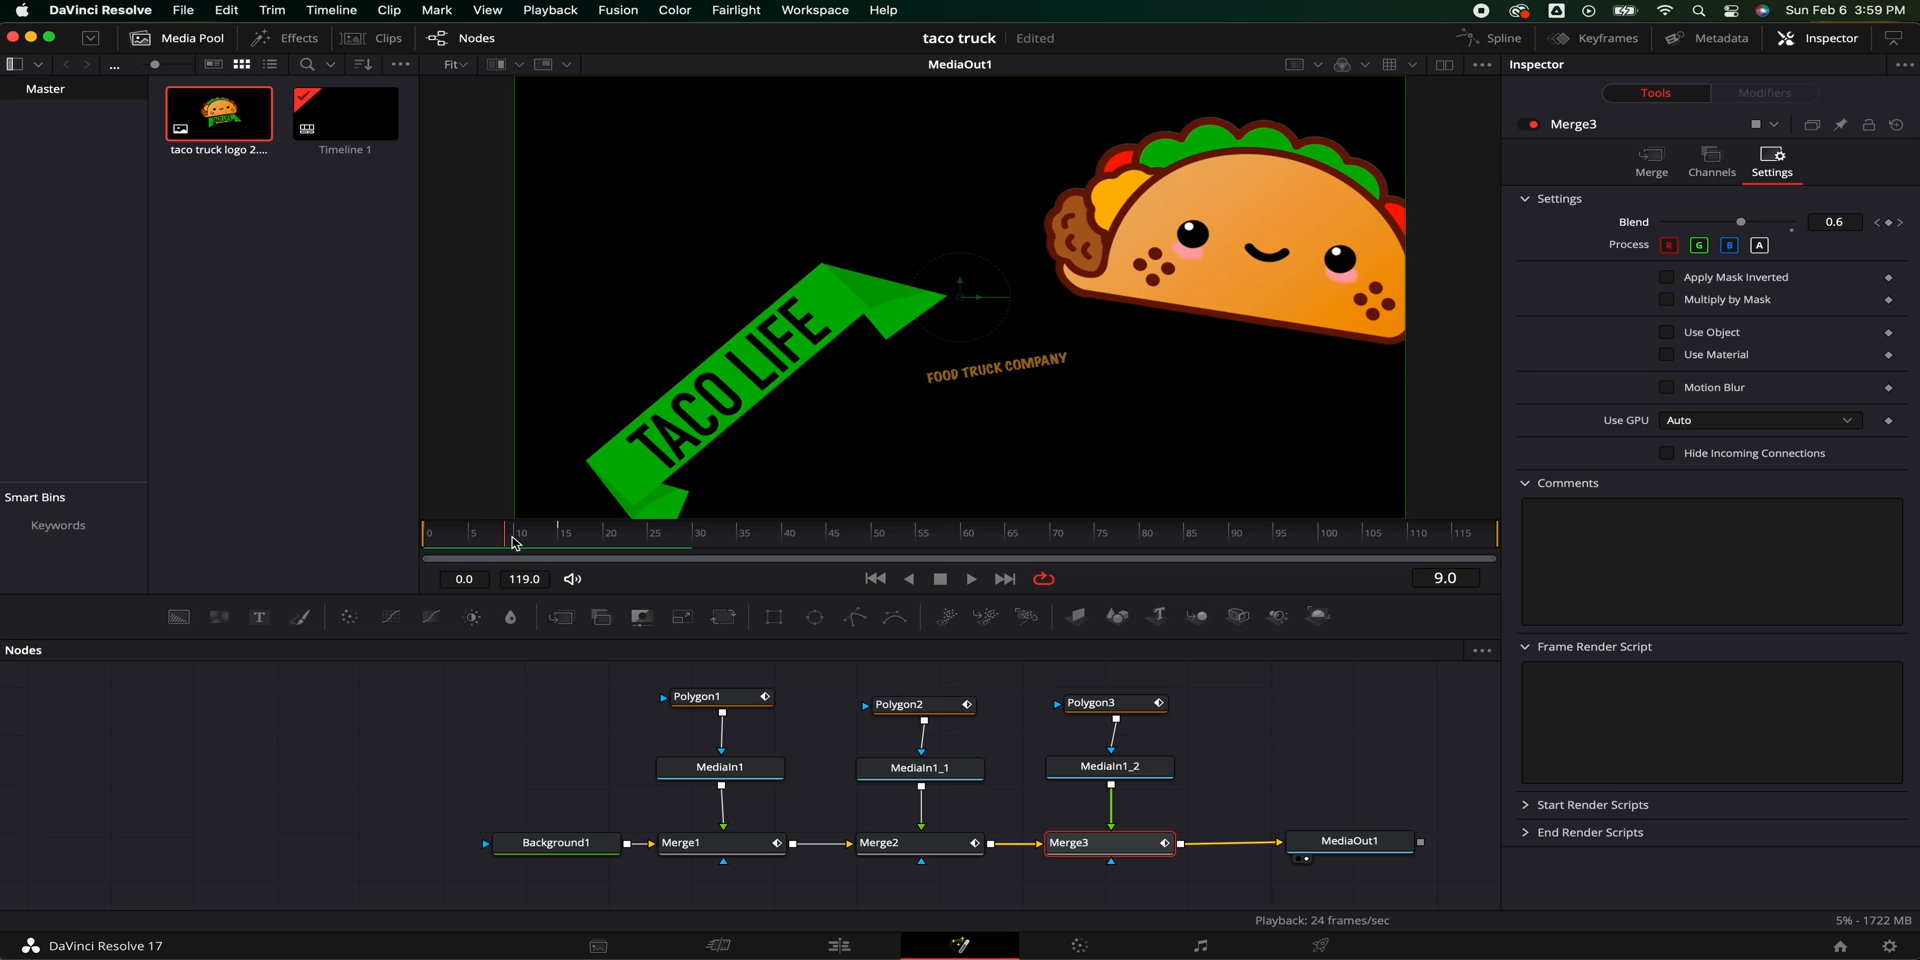 DaVinci Resolve File Edit Trim Timeline Clip Mark View Playback Fusion Color Fairlight Workspace Help Sun Feb 6 3:59 PM
Media Pool Effects Clips Nodes taco truck Edited Spline Keyframes Metadata Inspector
... Fit MediaOut1 Inspector
Master
Tools Modifiers
Merge3
taco truck logo 2.... Timeline 1
Merge Channels Settings
Settings
Blend 0.6
Process R G B A
Apply Mask Inverted
Multiply by Mask
Use Object
Use Material
Motion Blur
Use GPU Auto
Hide Incoming Connections
TACO LIFE
FOOD TRUCK COMPANY
Comments
Smart Bins
Keywords
0 5 10 15 20 25 30 35 40 45 50 55 60 65 70 75 80 85 90 95 100 105 110 115
0.0 119.0 9.0
Frame Render Script
Nodes
Polygon1 Polygon2 Polygon3
MediaIn1 MediaIn1_1 MediaIn1_2
Background1 Merge1 Merge2 Merge3 MediaOut1
Start Render Scripts
End Render Scripts
Playback: 24 frames/sec 5% - 1722 MB
DaVinci Resolve 17